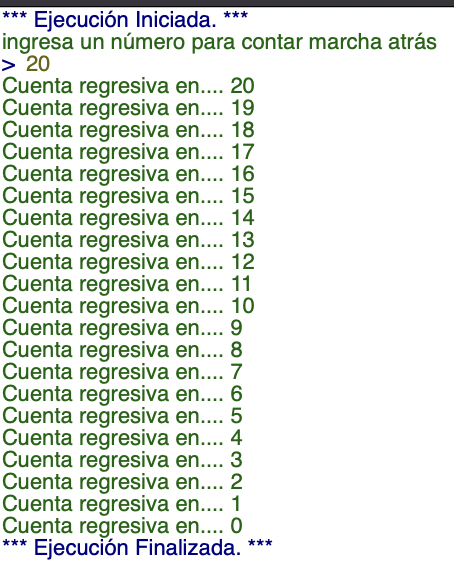 *** Ejecución Iniciada. ***
ingresa un número para contar marcha atrás
> 20
Cuenta regresiva en.... 20
Cuenta regresiva en.... 19
Cuenta regresiva en.... 18
Cuenta regresiva en.... 17
Cuenta regresiva en.... 16
Cuenta regresiva en.... 15
Cuenta regresiva en.... 14
Cuenta regresiva en.... 13
Cuenta regresiva en.... 12
Cuenta regresiva en.... 11
Cuenta regresiva en.... 10
Cuenta regresiva en.... 9
Cuenta regresiva en.... 8
Cuenta regresiva en.... 7
Cuenta regresiva en.... 6
Cuenta regresiva en.... 5
Cuenta regresiva en.... 4
Cuenta regresiva en.... 3
Cuenta regresiva en.... 2
Cuenta regresiva en.... 1
Cuenta regresiva en.... 0
*** Ejecución Finalizada. ***